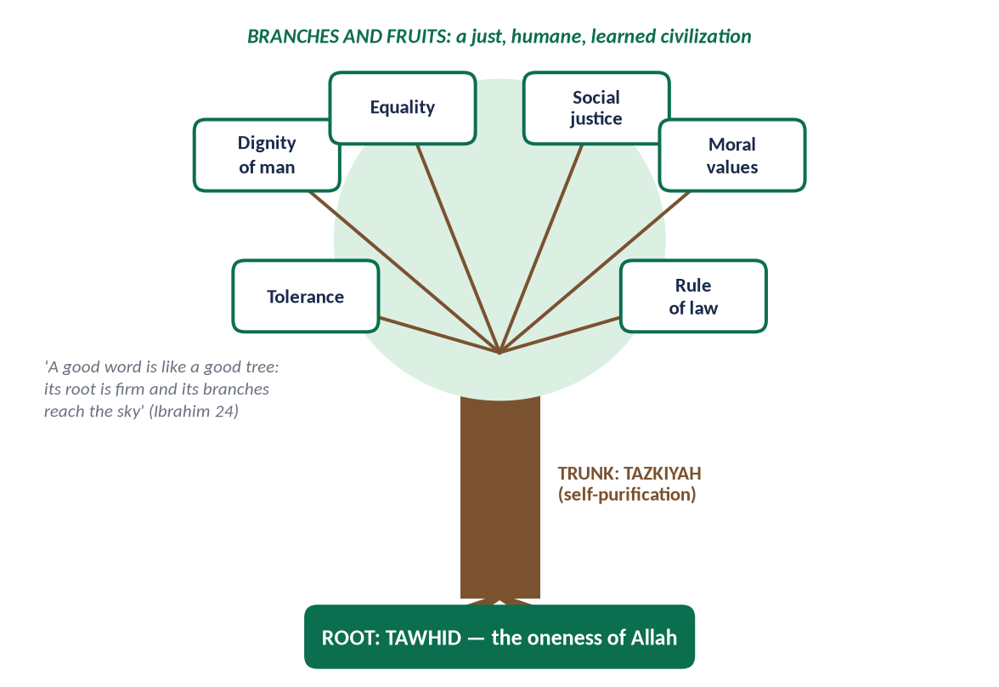 BRANCHES AND FRUITS: a just, humane, learned civilization
Equality
Social
justice
Dignity
of man
Moral
values
Tolerance
Rule
of law
'A good word is like a good tree:
its root is firm and its branches
reach the sky' (Ibrahim 24)
TRUNK: TAZKIYAH
(self-purification)
ROOT: TAWHID — the oneness of Allah